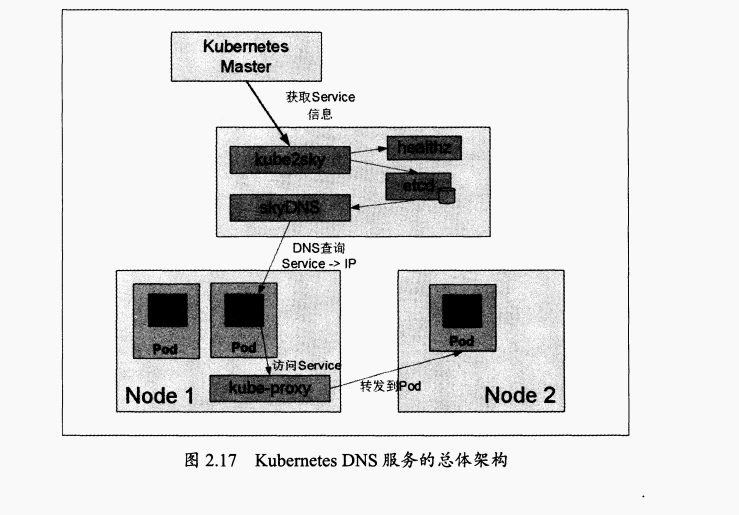 Kubernetes
Master
获取Service
信息
kube2sky
healthz
etcd
skyDNS
DNS查询
Service -> IP
Pod
Pod
Pod
访问Service
kube-proxy
转发到Pod
Node 1
Node 2
图 2.17 Kubernetes DNS 服务的总体架构